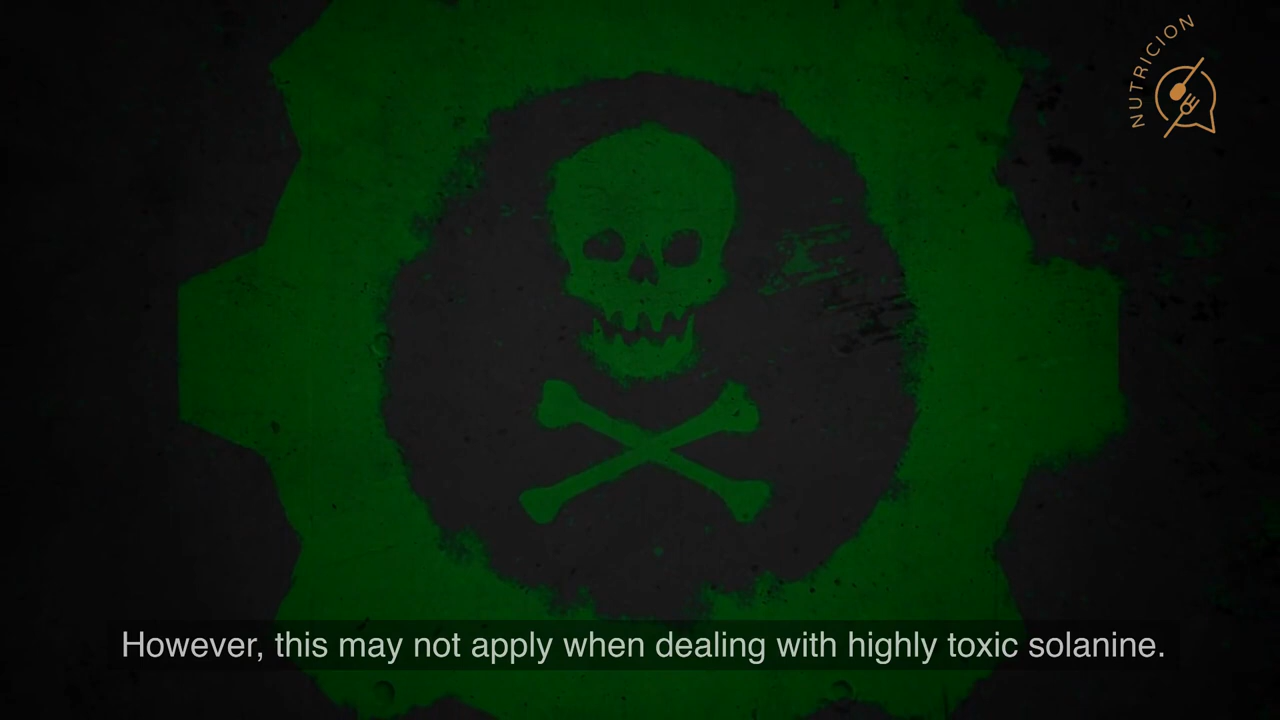 NUTRICION
However, this may not apply when dealing with highly toxic solanine.